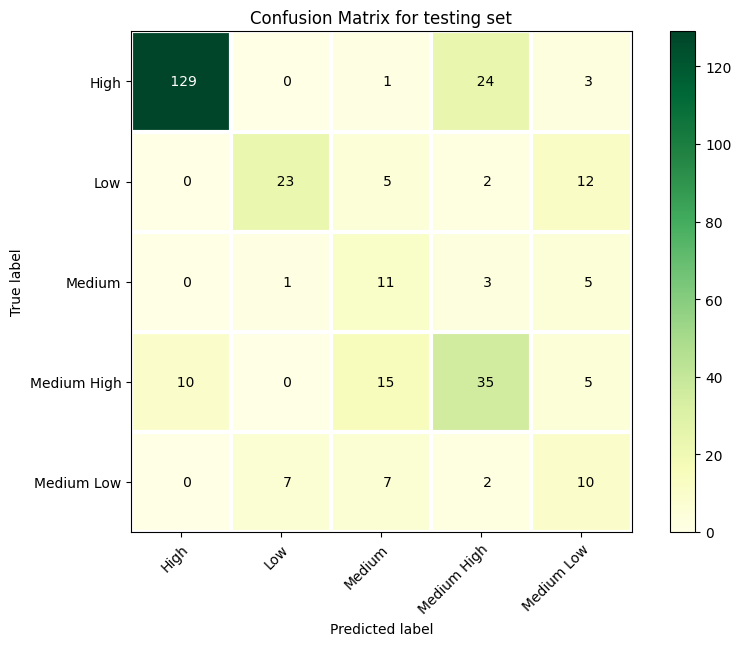 Confusion Matrix for testing set
High 129 0 1 24 3
Low 0 23 5 2 12
Medium 0 1 11 3 5
Medium High 10 0 15 35 5
Medium Low 0 7 7 2 10
High Low Medium Medium High Medium Low
Predicted label
True label
120
100
80
60
40
20
0